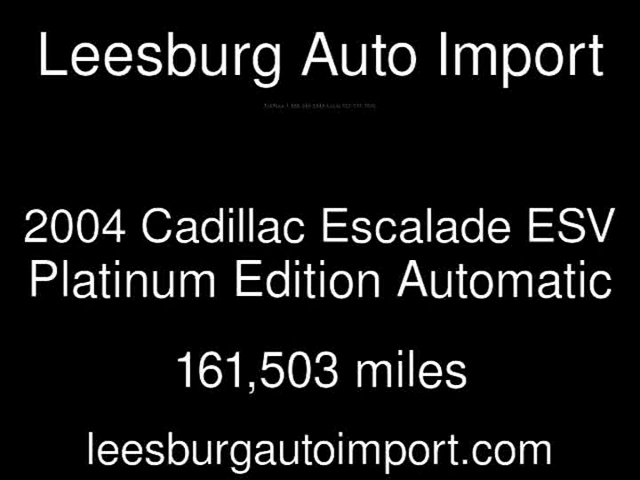 Leesburg Auto Import
2004 Cadillac Escalade ESV
Platinum Edition Automatic
161,503 miles
leesburgautoimport.com